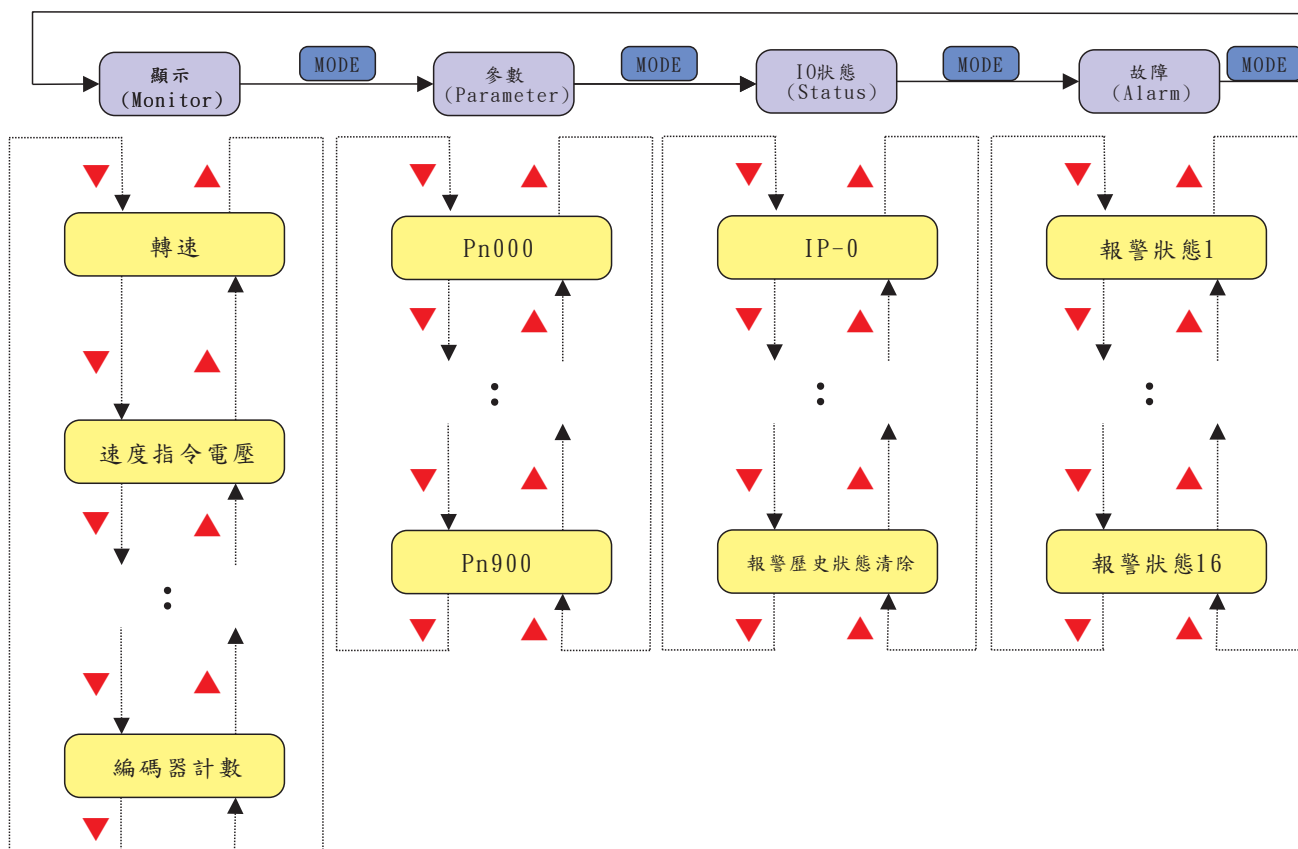 顯示
(Monitor)
MODE
參數
(Parameter)
MODE
IO狀態
(Status)
MODE
故障
(Alarm)
MODE
轉速
速度指令電壓
:
編碼器計數
Pn000
:
Pn900
IP-0
:
報警歷史狀態清除
報警狀態1
:
報警狀態16